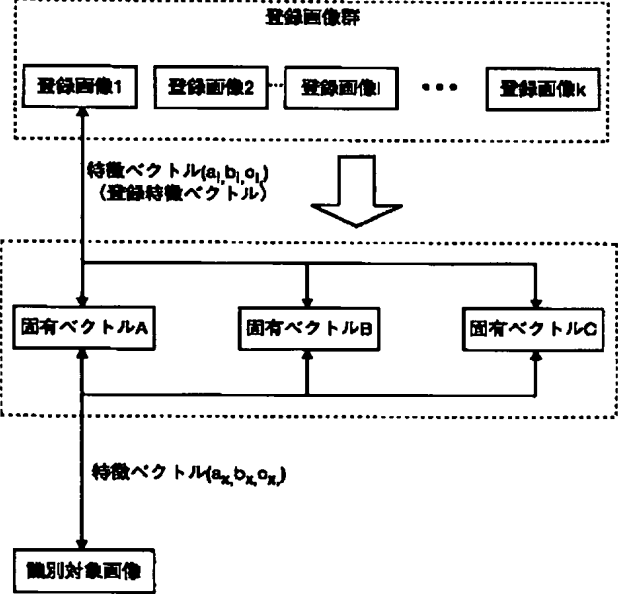 登録画像群
登録画像1 登録画像2 … 登録画像i ••• 登録画像k
特徴ベクトル(ai,bi,ci,)
(登録特徴ベクトル)
固有ベクトルA 固有ベクトルB 固有ベクトルC
特徴ベクトル(ax,bx,cx,)
識別対象画像